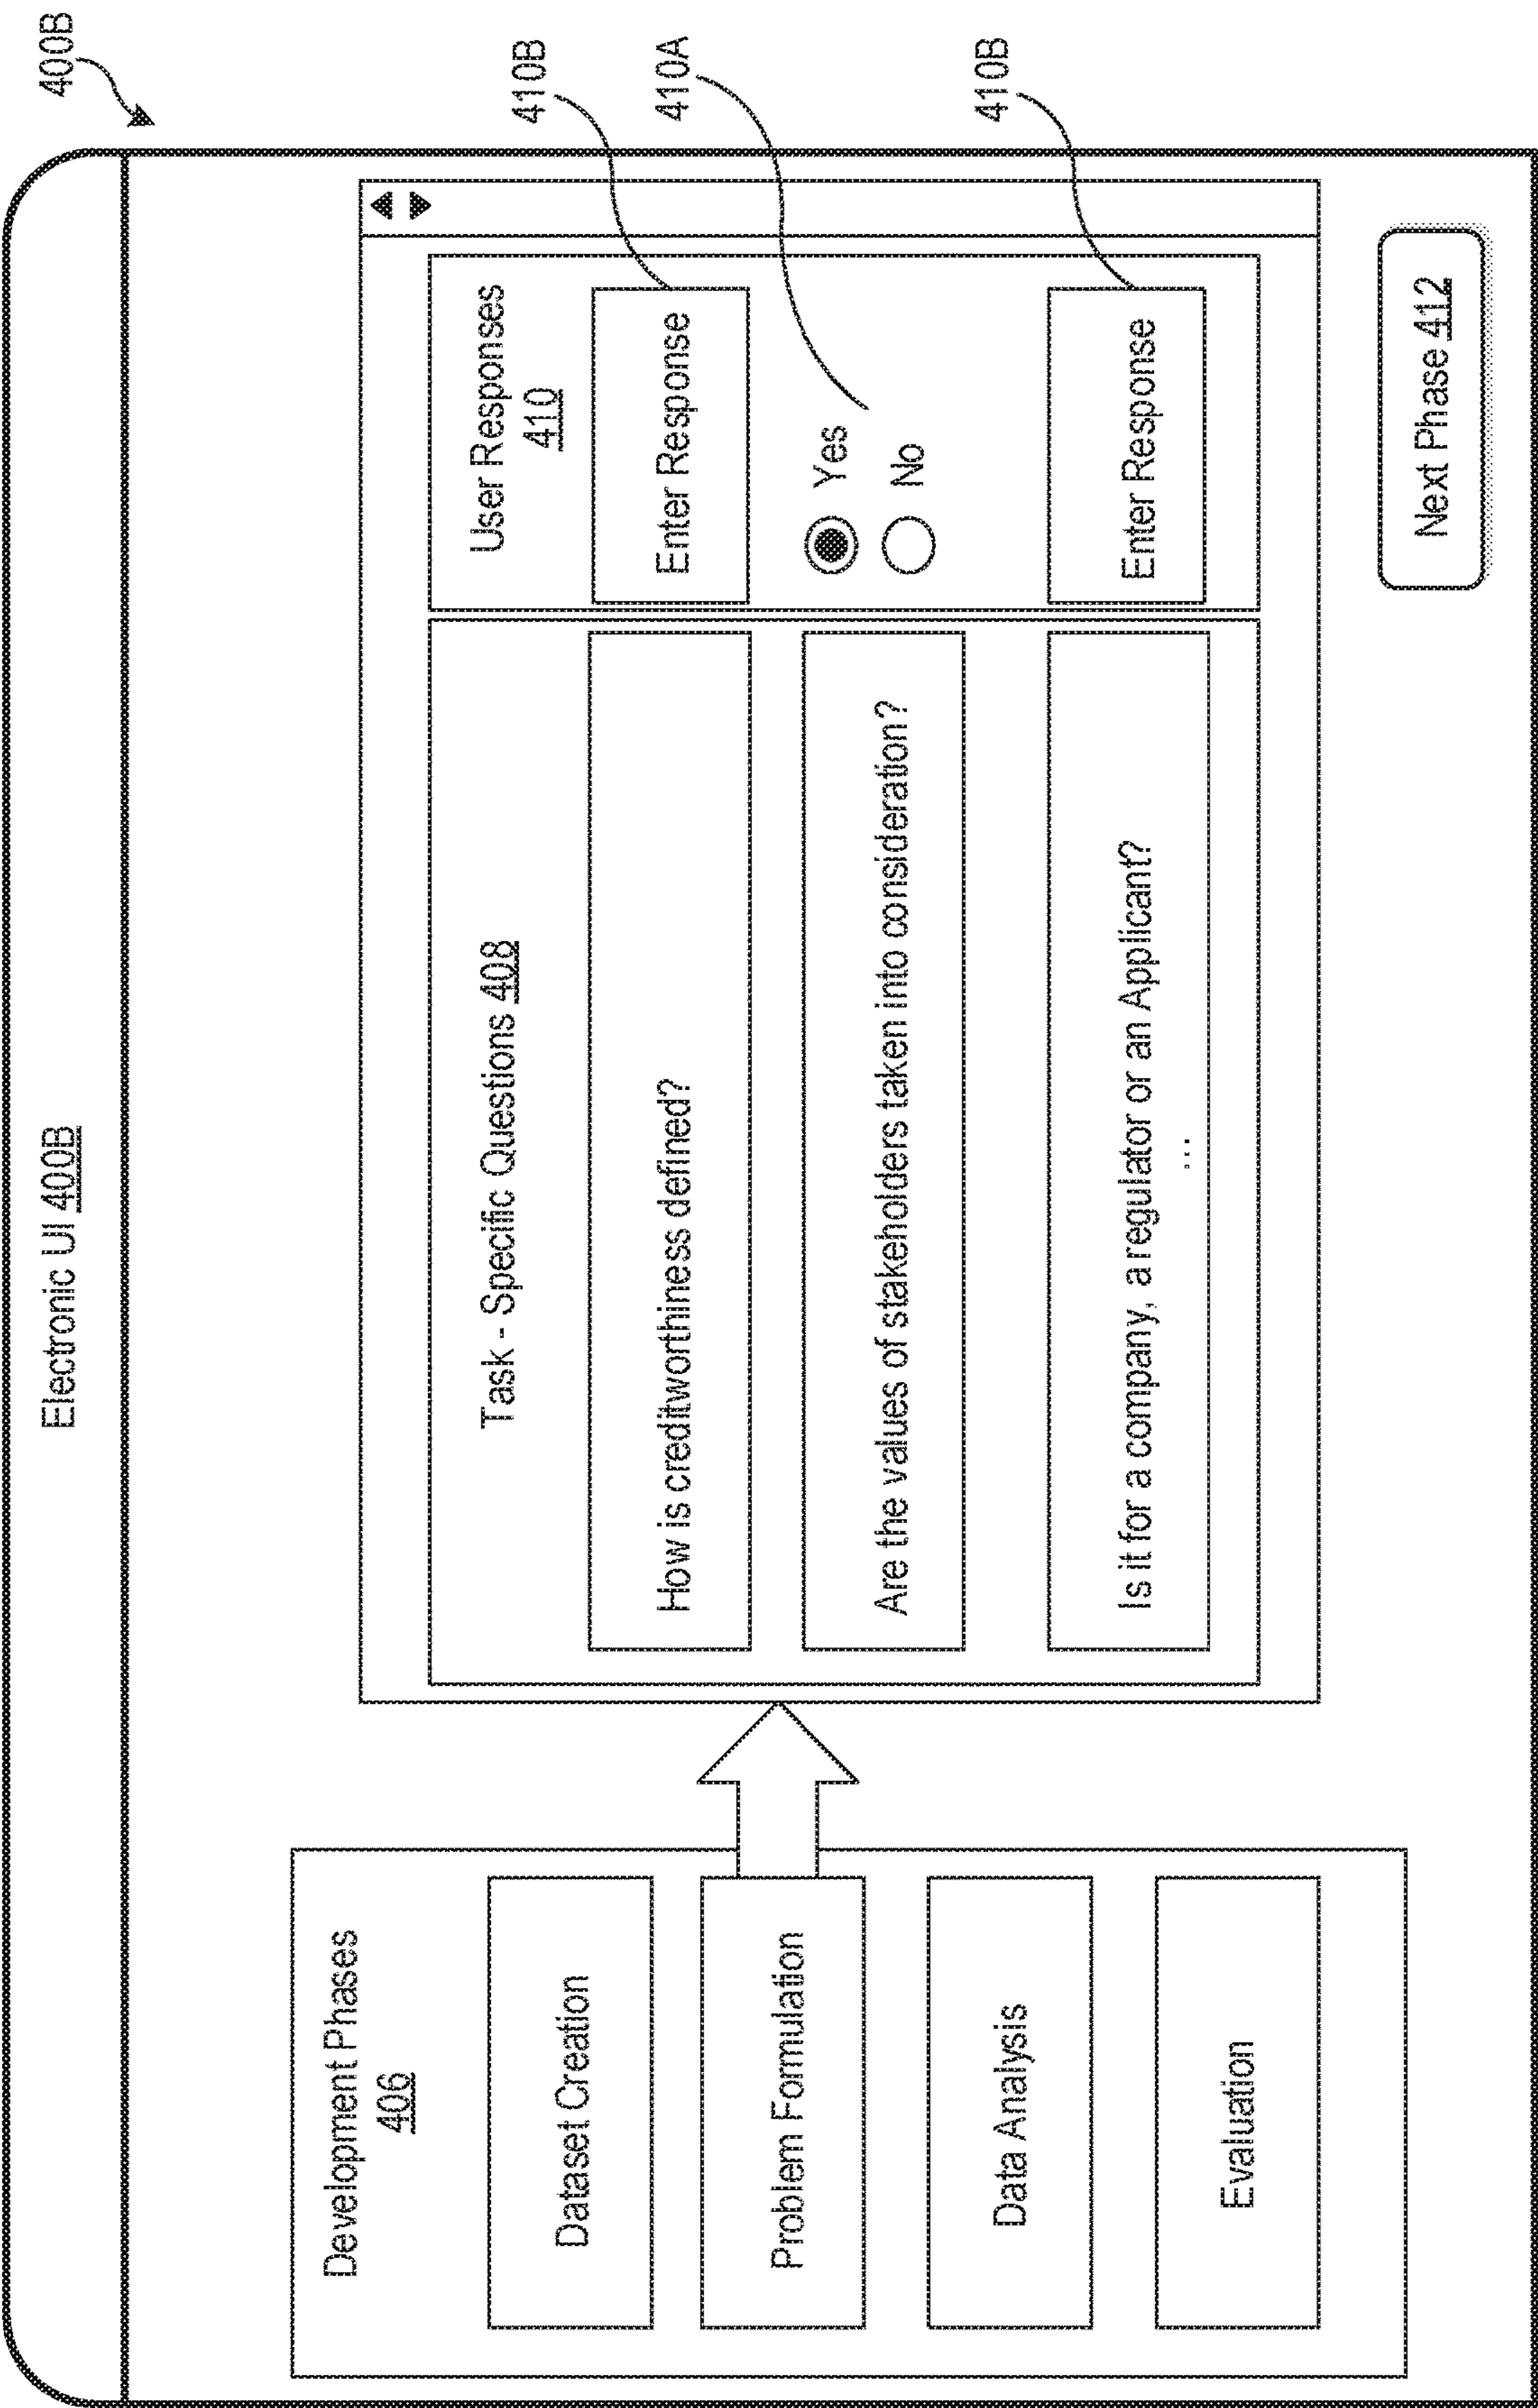 400B
Electronic UI 400B
Development Phases
406
Dataset Creation
Problem Formulation
Data Analysis
Evaluation
Task - Specific Questions 408
How is creditworthiness defined?
Are the values of stakeholders taken into consideration?
Is it for a company, a regulator or an Applicant?
...
User Responses
410
Enter Response
410B
Yes
No
410A
Enter Response
410B
Next Phase 412